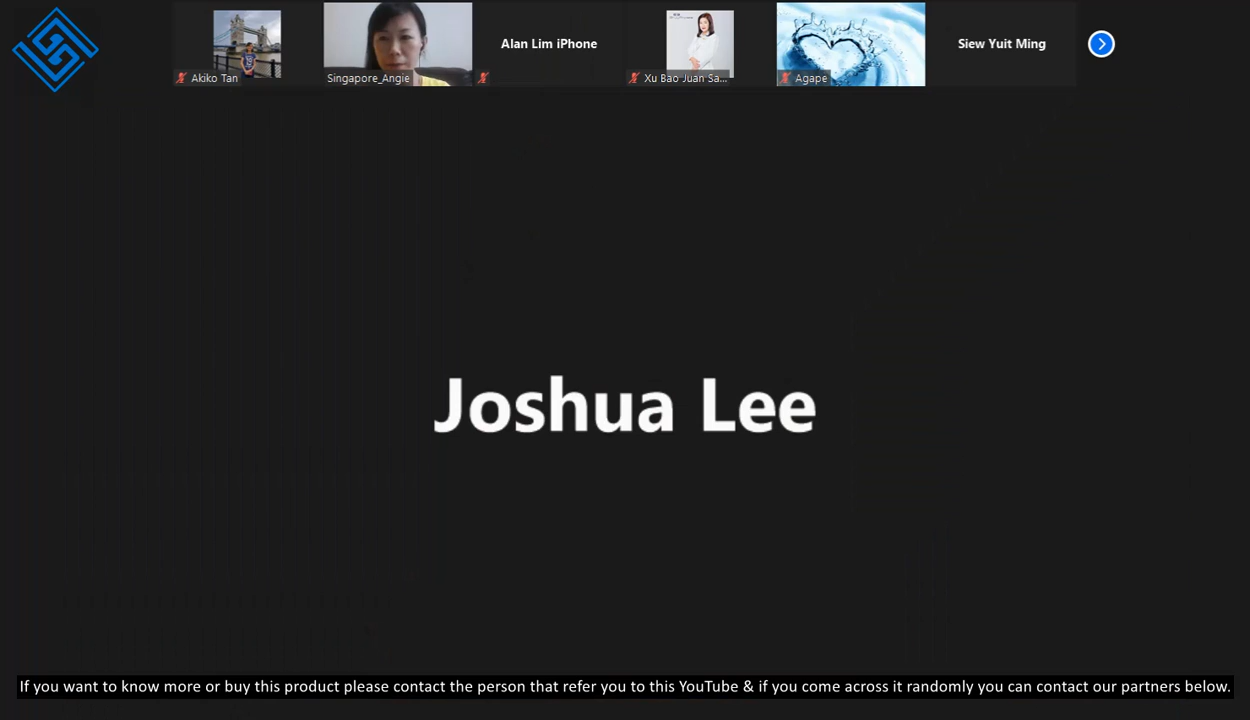 Alan Lim iPhone
Siew Yuit Ming
Akiko Tan
Singapore_Angie
Xu Bao Juan Sa...
Agape
Joshua Lee
If you want to know more or buy this product please contact the person that refer you to this YouTube & if you come across it randomly you can contact our partners below.